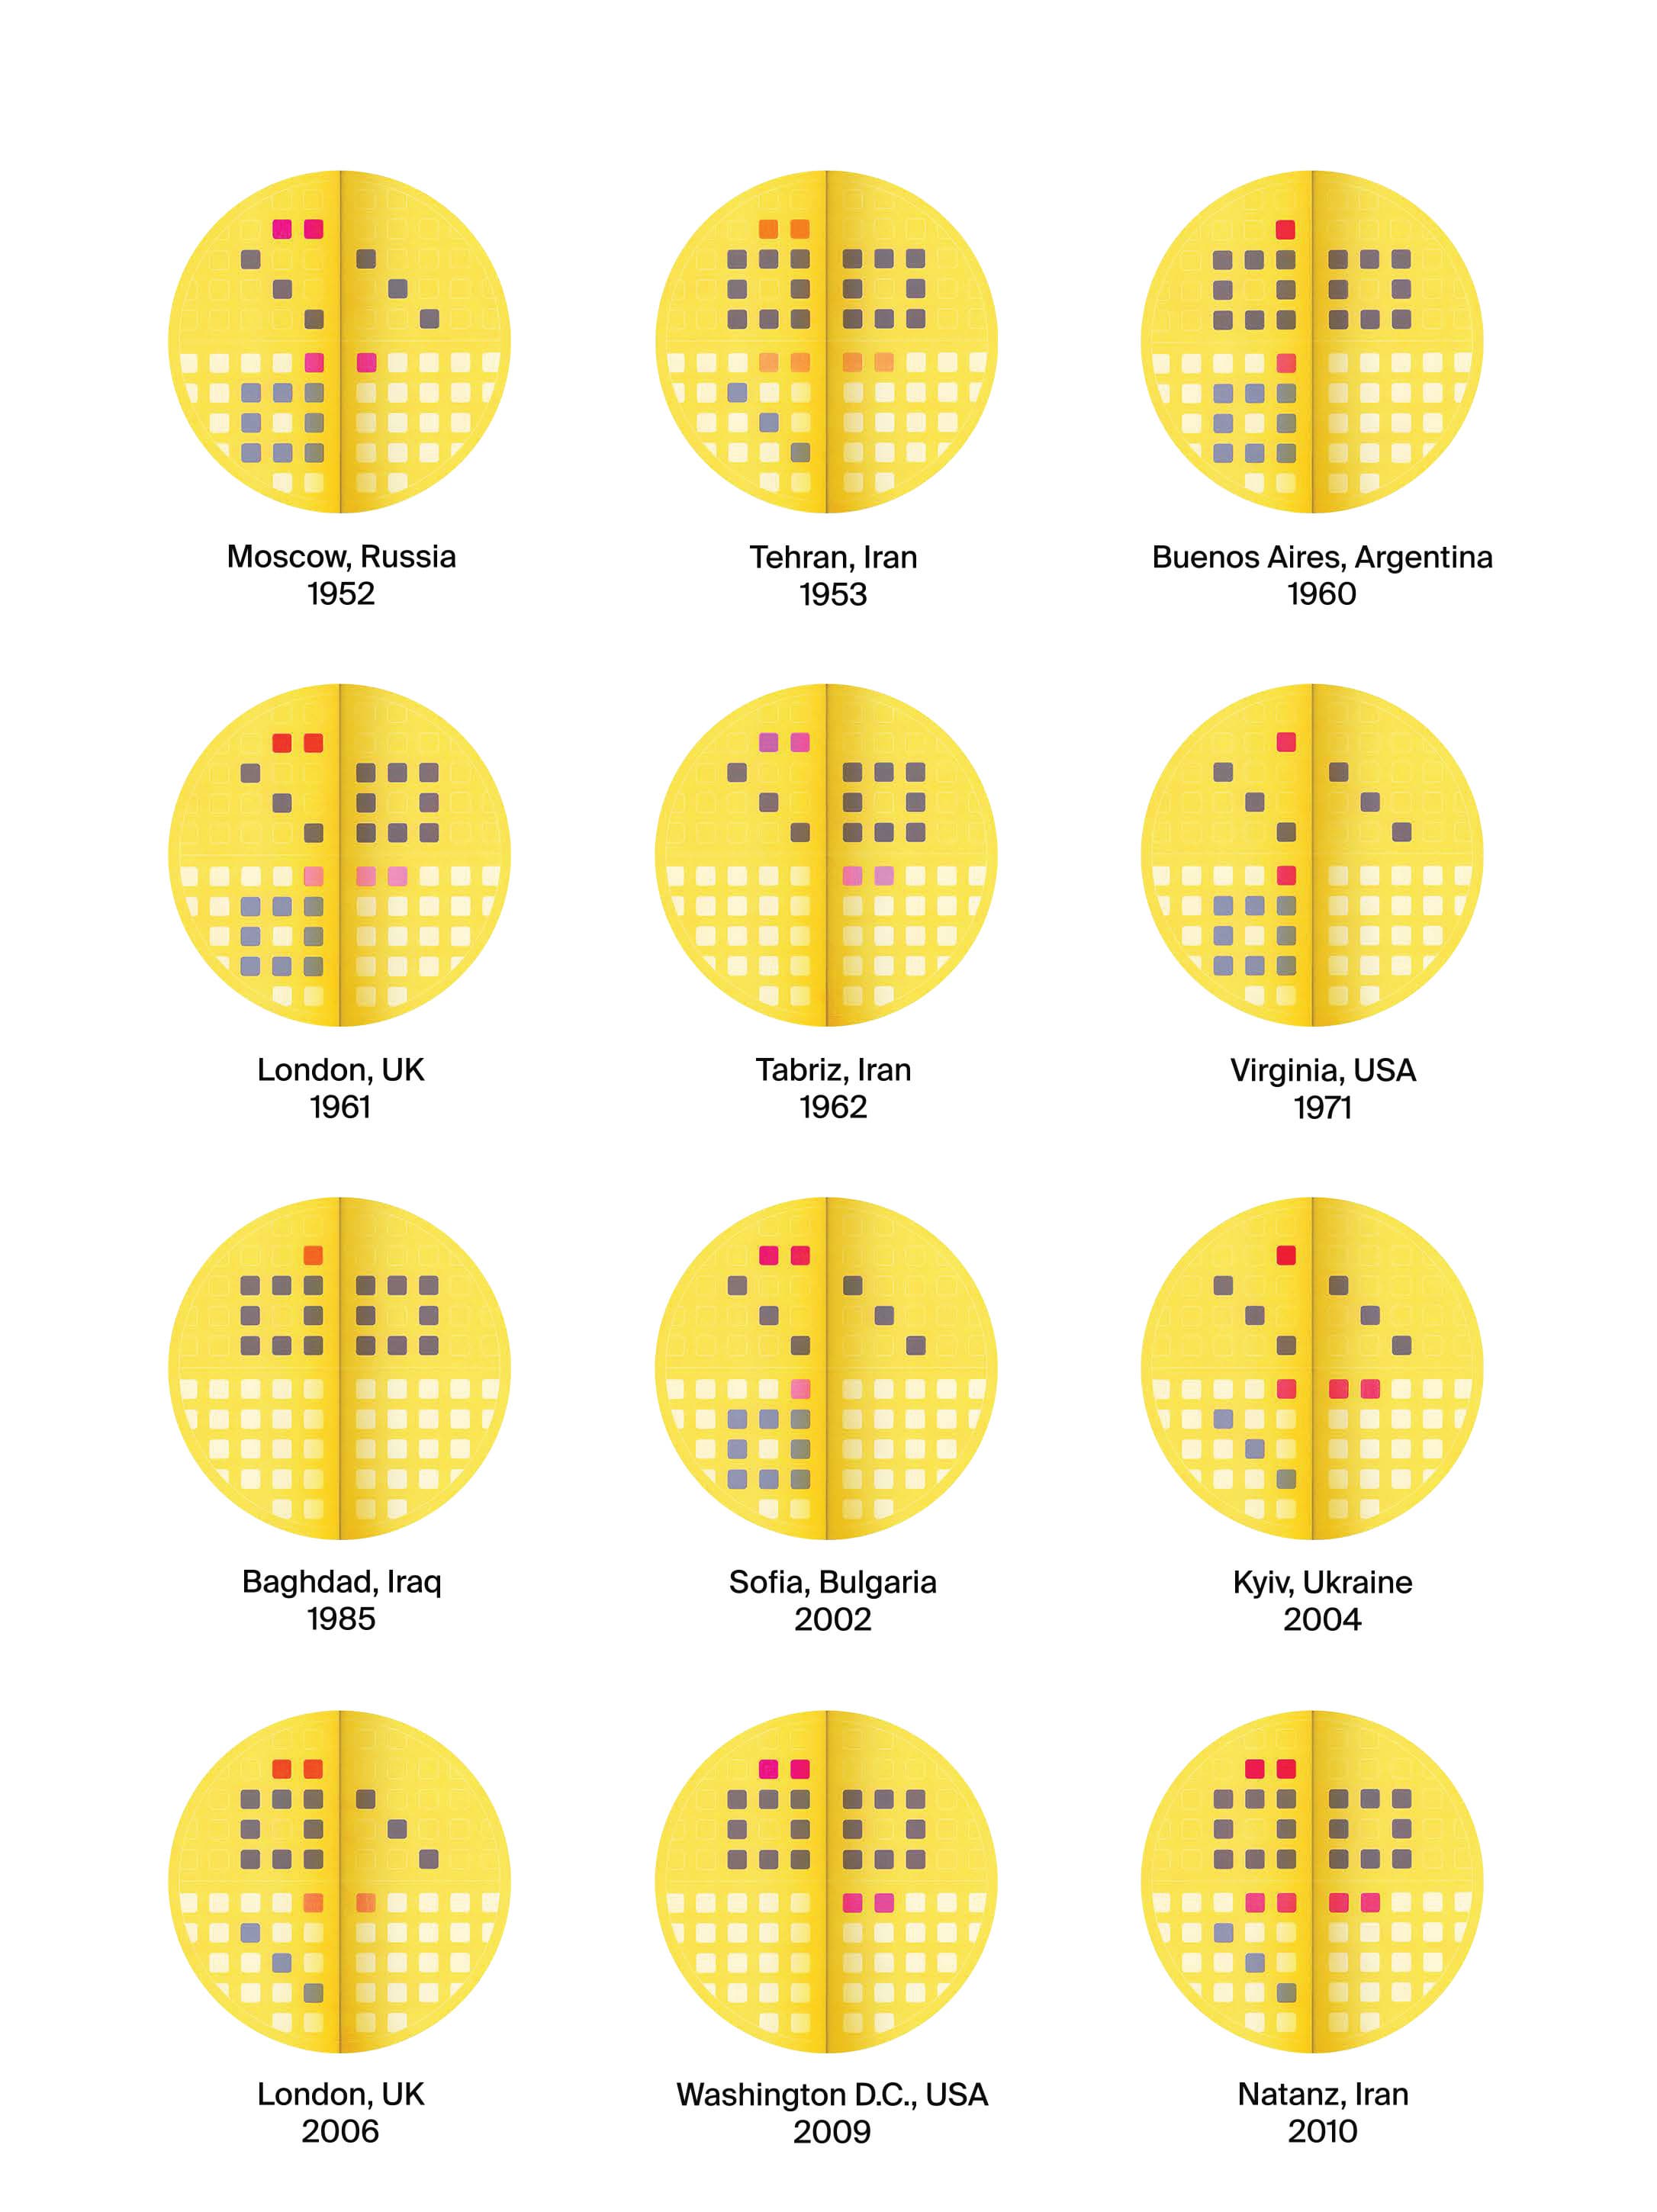 Moscow, Russia
1952
Tehran, Iran
1953
Buenos Aires, Argentina
1960
London, UK
1961
Tabriz, Iran
1962
Virginia, USA
1971
Baghdad, Iraq
1985
Sofia, Bulgaria
2002
Kyiv, Ukraine
2004
London, UK
2006
Washington D.C., USA
2009
Natanz, Iran
2010